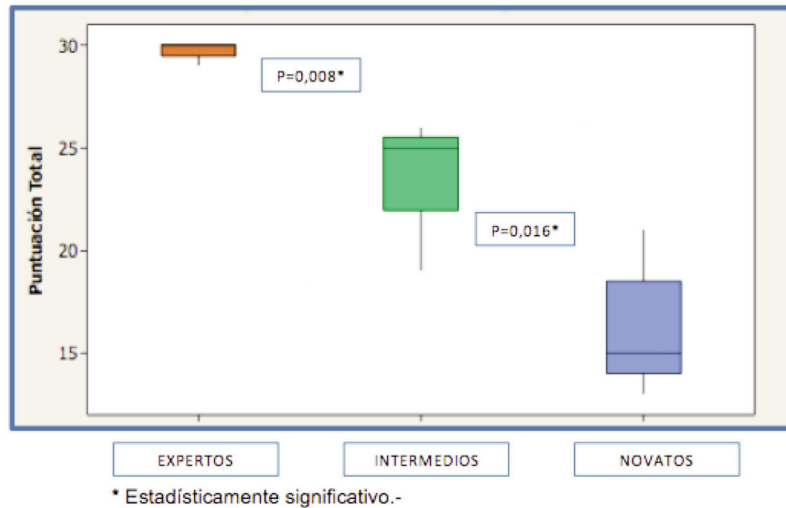 Puntuación Total
30
25
20
15
P=0,008*
P=0,016*
EXPERTOS
INTERMEDIOS
NOVATOS
* Estadísticamente significativo.-